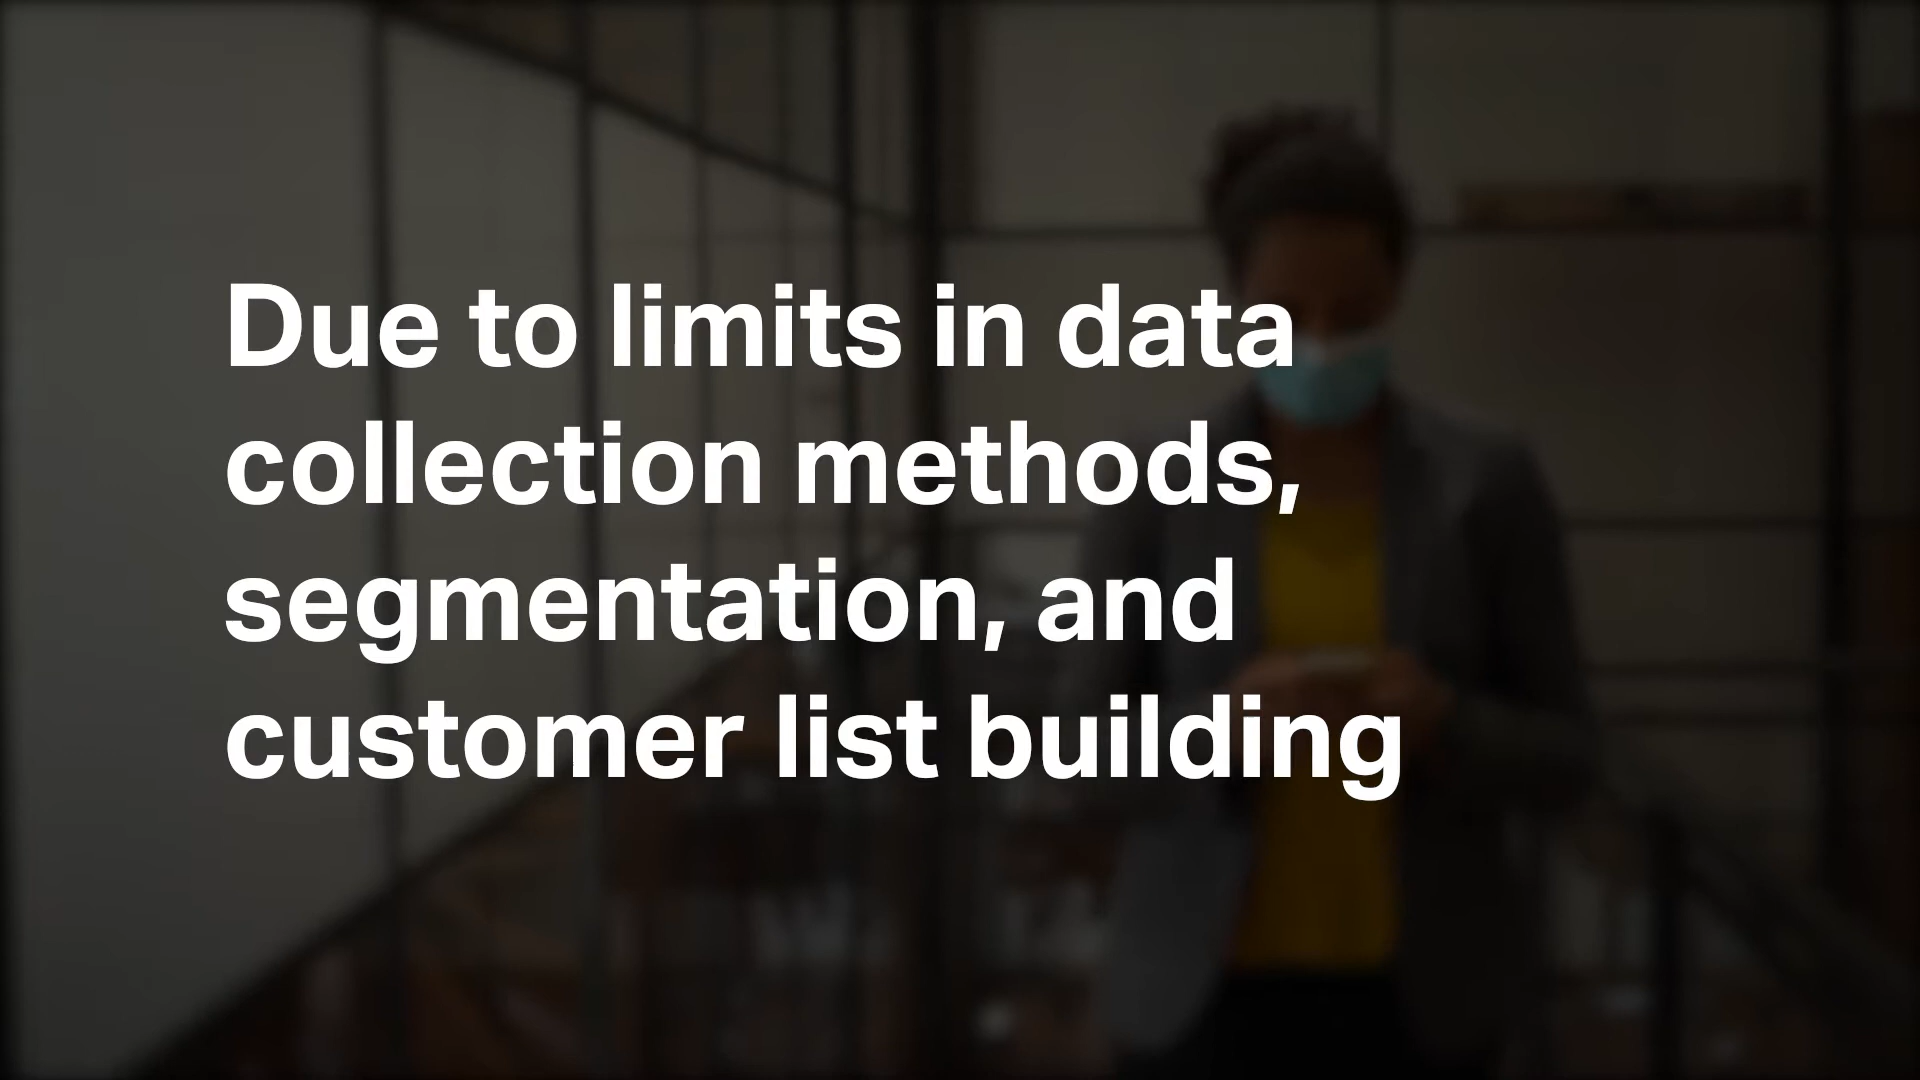 Due to limits in data
collection methods,
segmentation, and
customer list building